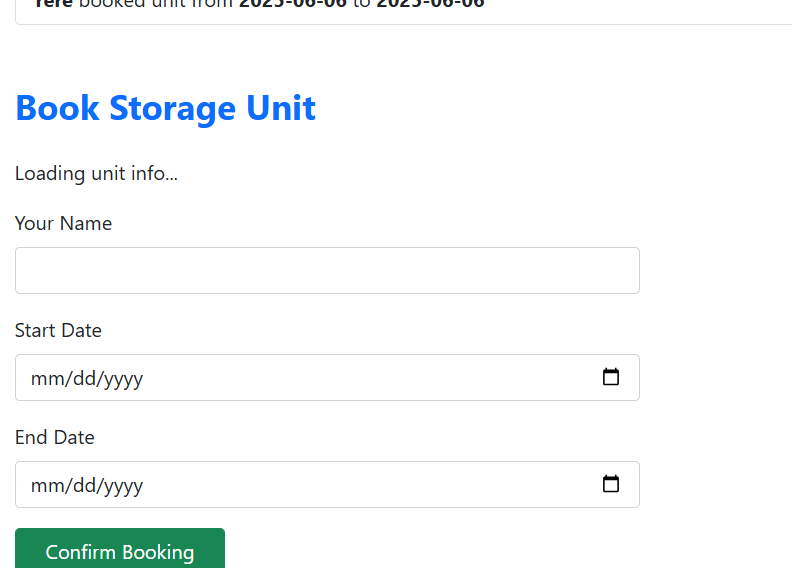 rere booked unit from 2025-06-06 to 2025-06-06
Book Storage Unit
Loading unit info...
Your Name
Start Date
mm/dd/yyyy
End Date
mm/dd/yyyy
Confirm Booking